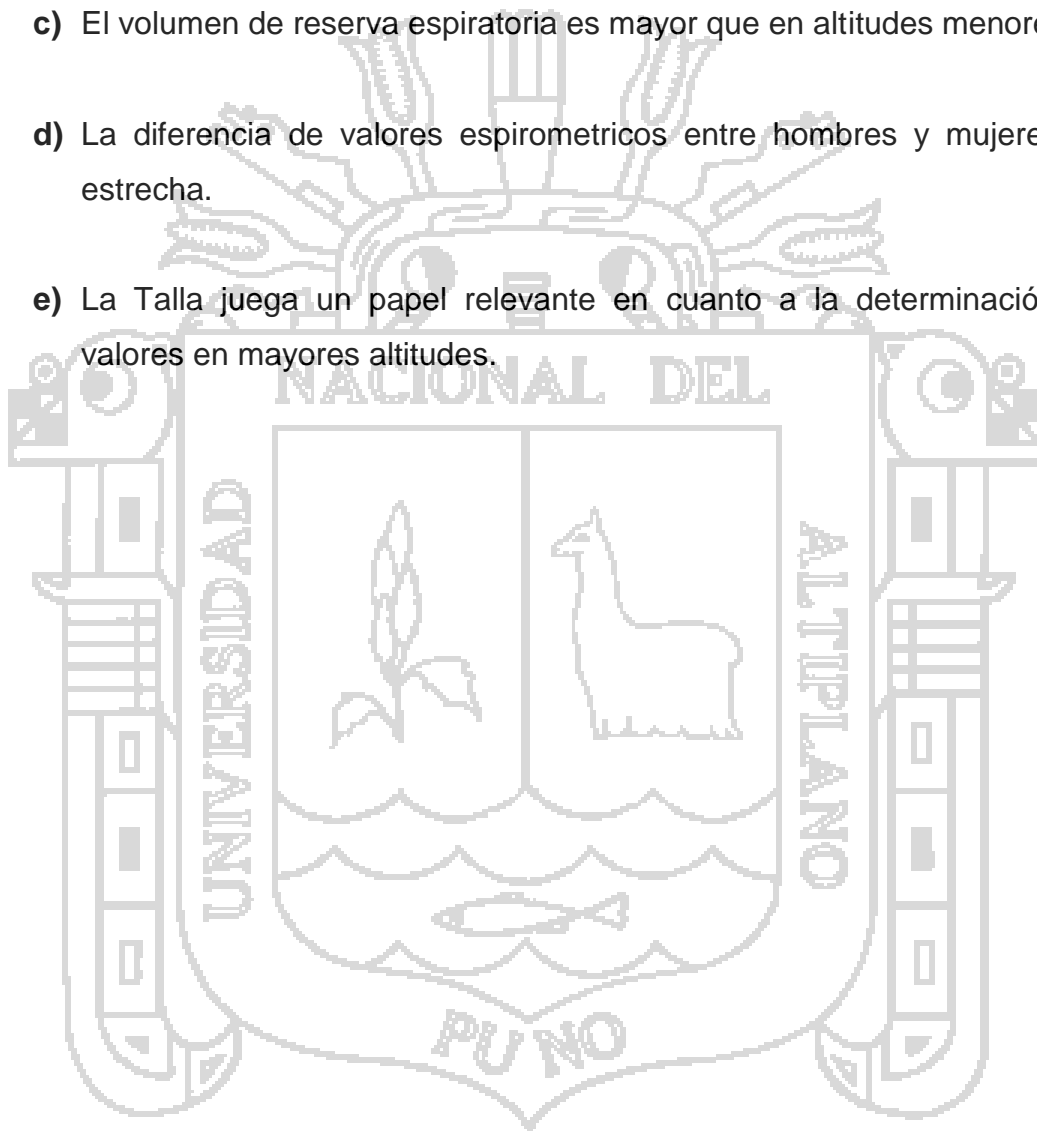 c) El volumen de reserva espiratoria es mayor que en altitudes menor
d) La diferencia de valores espirometricos entre hombres y mujere
estrecha.
e) La Talla juega un papel relevante en cuanto a la determinació
valores en mayores altitudes.
NACIONAL DEL
UNIVERSIDAD
ALTIPLANO
PUNO